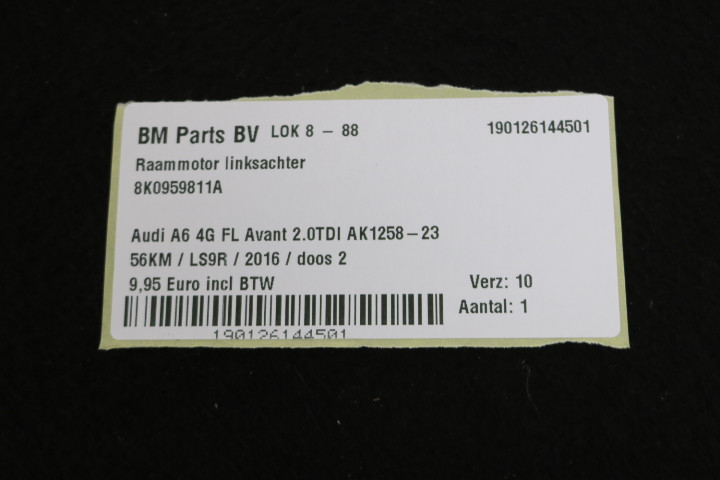 BM Parts BV LOK 8 - 88 190126144501
Raammotor linksachter
8K0959811A
Audi A6 4G FL Avant 2.0TDI AK1258-23
56KM / LS9R / 2016 / doos 2
9,95 Euro incl BTW Verz: 10
Aantal: 1
190126144501